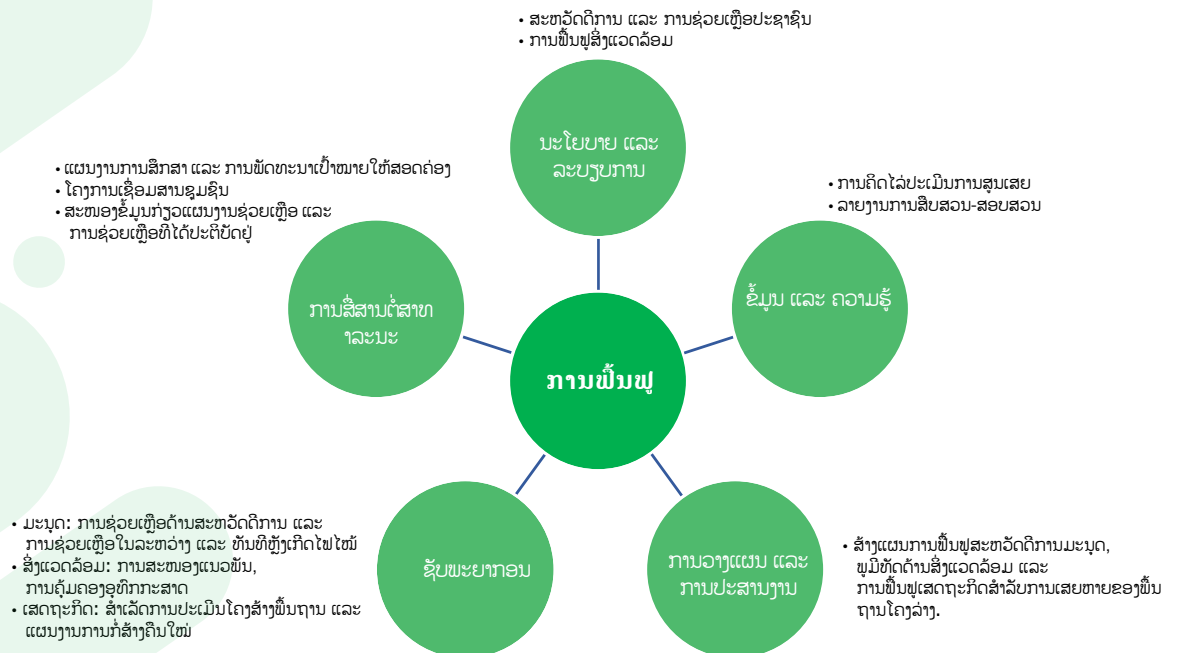 • ສະຫວັດດີການ ແລະ ການຊ່ວຍເຫຼືອປະຊາຊົນ
• ການຟື້ນຟູສິ່ງແວດລ້ອມ
ນະໂຍບາຍ ແລະ
ລະບຽບການ
• ແຜນງານການສຶກສາ ແລະ ການພັດທະນາເປົ້າໝາຍໃຫ້ສອດຄ່ອງ
• ໂຄງການເຊື່ອມສານຊຸມຊົນ
• ສະໜອງຂໍ້ມູນກ່ຽວແຜນງານຊ່ວຍເຫຼືອ ແລະ
ການຊ່ວຍເຫຼືອທີ່ໄດ້ປະຕິບັດຢູ່
• ການຄິດໄລ່ປະເມີນການສູນເສຍ
• ລາຍງານການສືບສວນ-ສອບສວນ
ການສື່ສານຕໍ່ສາທ
າລະນະ
ຂໍ້ມູນ ແລະ ຄວາມຮູ້
ການຟື້ນຟູ
• ມະນຸດ: ການຊ່ວຍເຫຼືອດ້ານສະຫວັດດີການ ແລະ
ການຊ່ວຍເຫຼືອໃນລະຫວ່າງ ແລະ ທັນທີຫຼັງເກີດໄຟໄໝ້
• ສິ່ງແວດລ້ອມ: ການສະໜອງແນວພັນ,
ການຄຸ້ມຄອງອຸທົກກະສາດ
• ເສດຖະກິດ: ສຳເລັດການປະເມີນໂຄງສ້າງພື້ນຖານ ແລະ
ແຜນງານການກໍ່ສ້າງຄືນໃໝ່
ຊັບພະຍາກອນ
ການວາງແຜນ ແລະ
ການປະສານງານ
• ສ້າງແຜນການຟື້ນຟູສະຫວັດດີການມະນຸດ,
ພູມີທັດດ້ານສິ່ງແວດລ້ອມ ແລະ
ການຟື້ນຟູເສດຖະກິດສຳລັບການເສຍຫາຍຂອງພື້ນ
ຖານໂຄງລ່າງ.